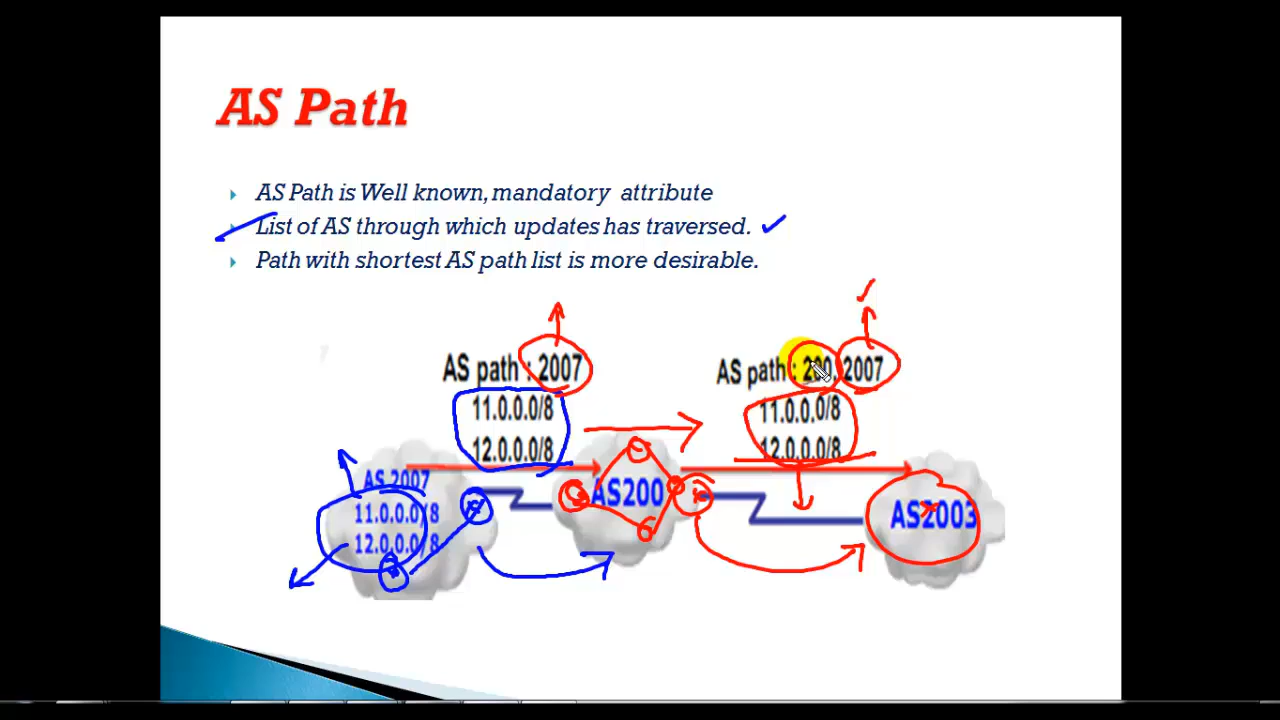 AS Path
AS Path is Well known, mandatory attribute
List of AS through which updates has traversed.
Path with shortest AS path list is more desirable.
AS path : 2007
11.0.0.0/8
12.0.0.0/8
AS path : 200, 2007
11.0.0.0/8
12.0.0.0/8
AS 2007
11.0.0.0/8
12.0.0.0/8
AS200
AS2003